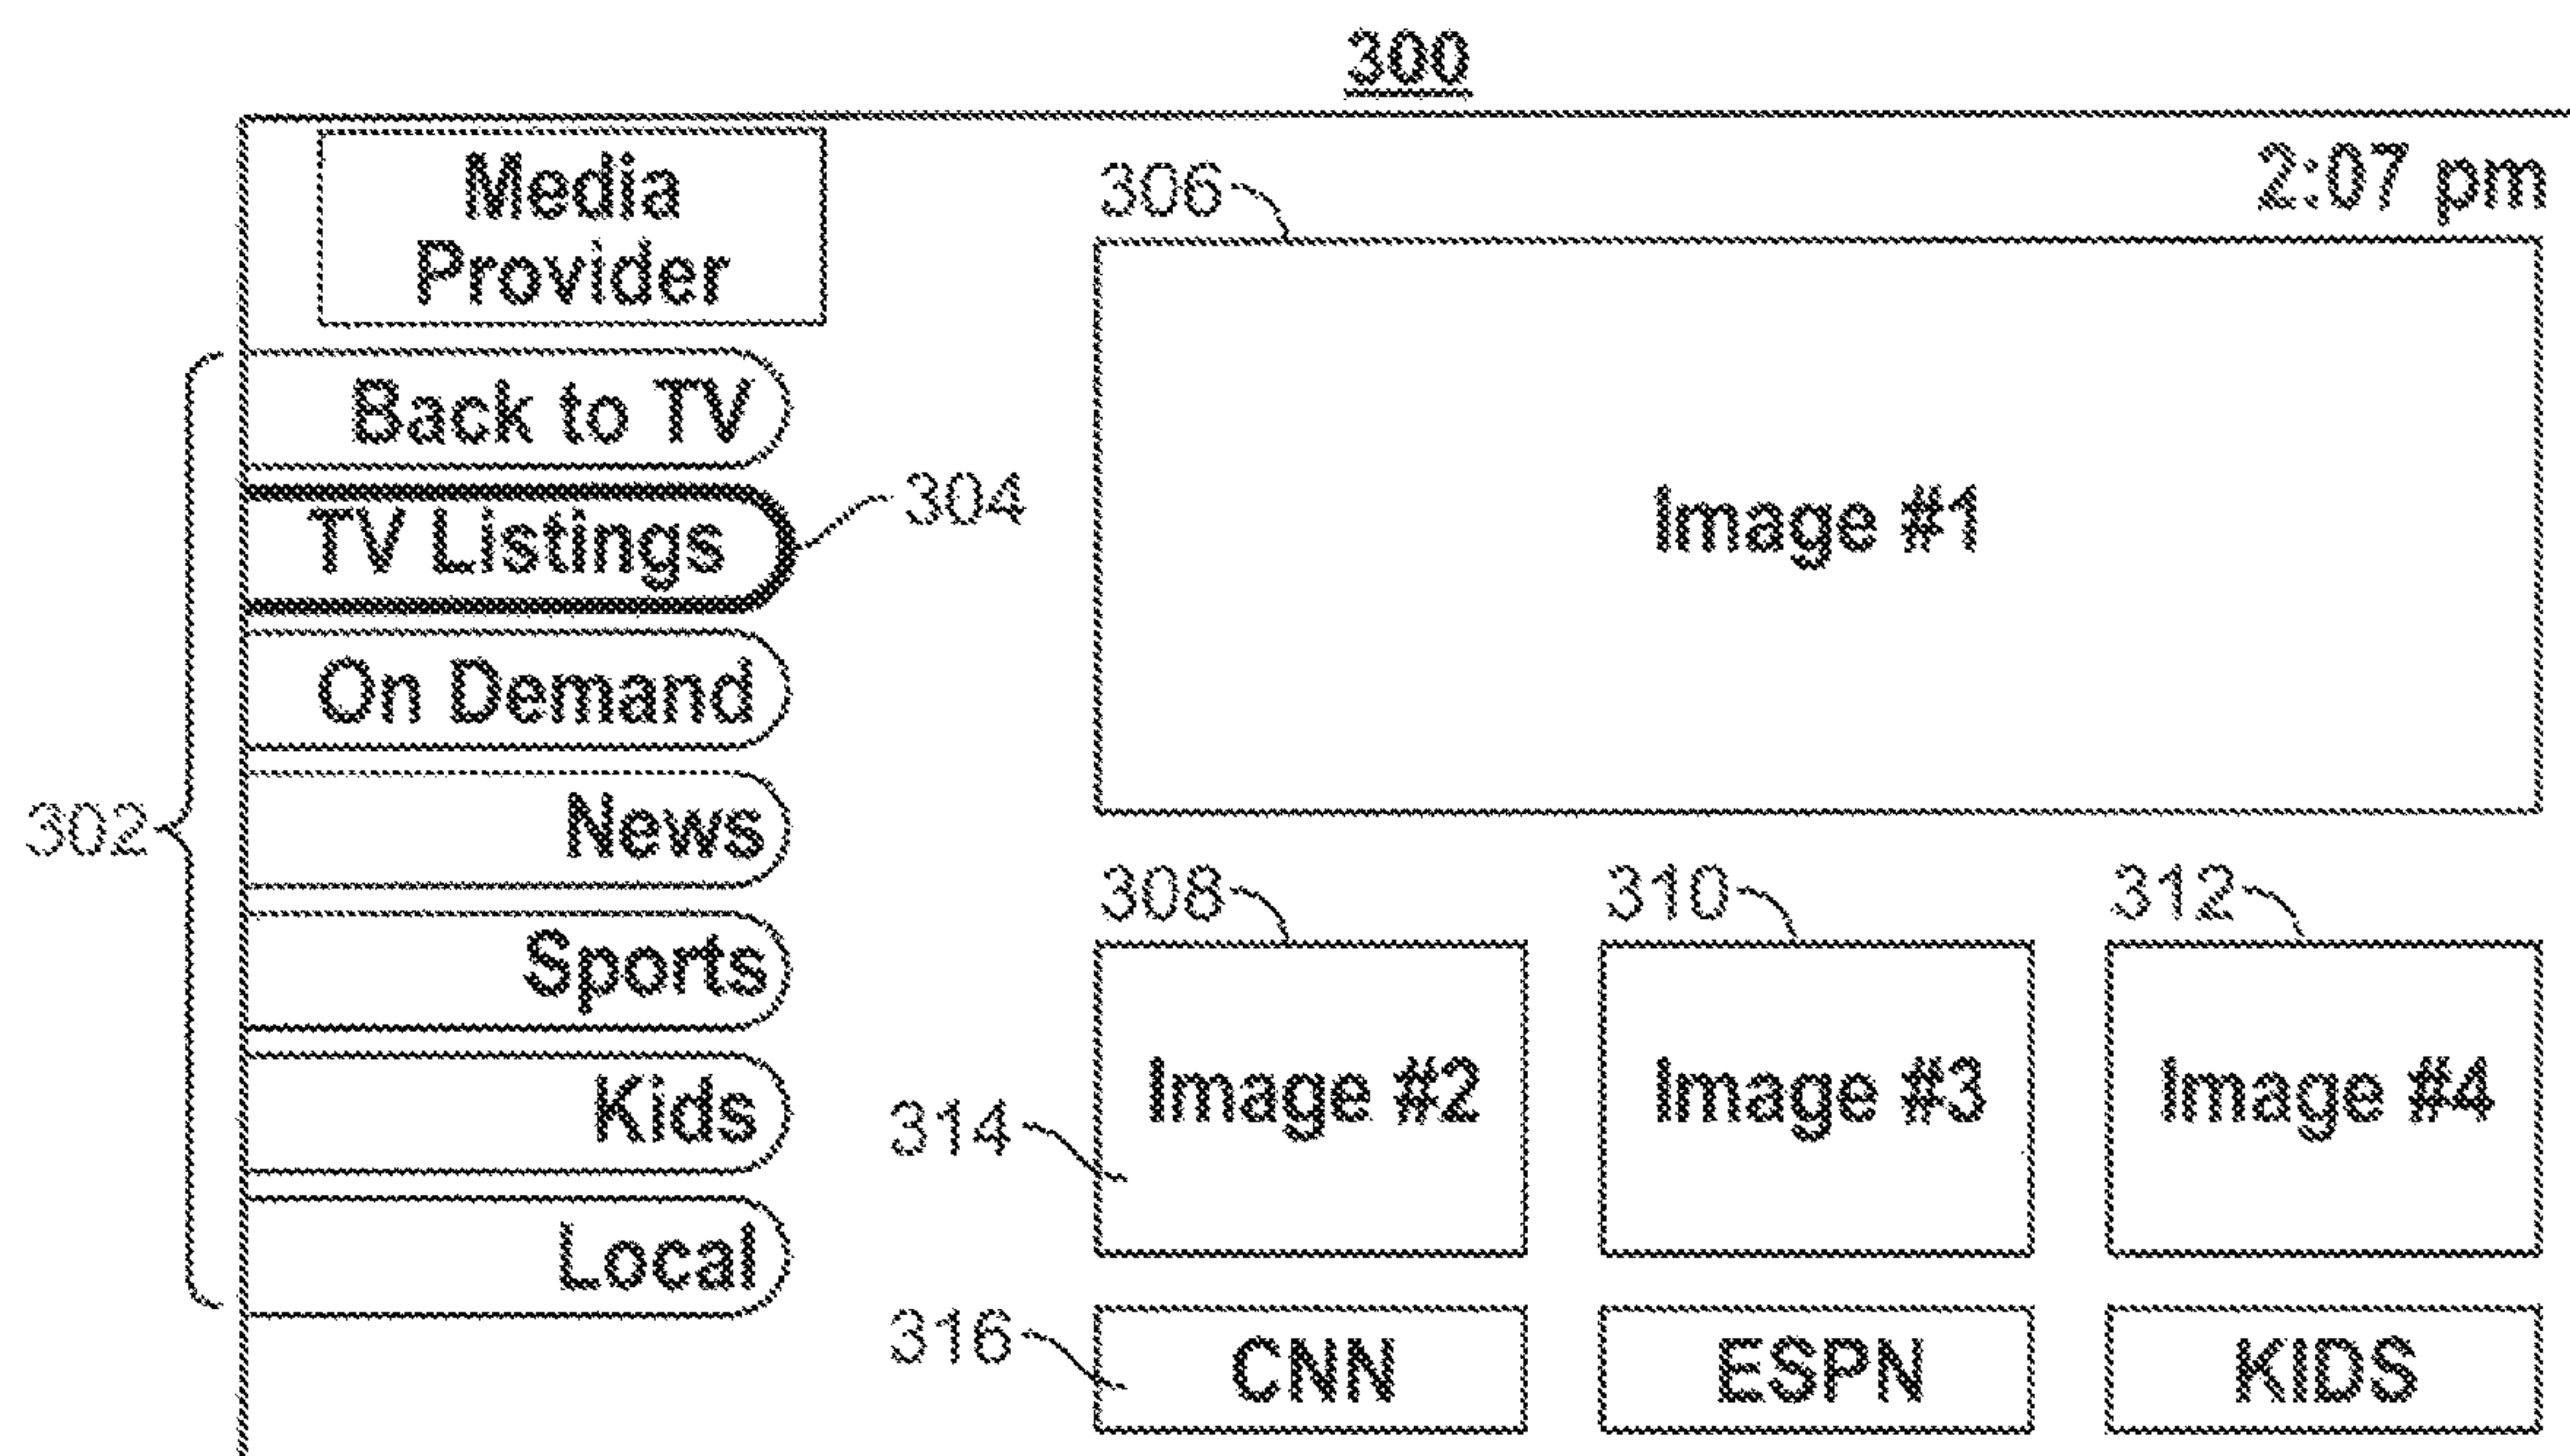 300
Media
Provider
2:07 pm
306
Back to TV
304
TV Listings
Image #1
On Demand
302
News
308
310
312
Sports
Image #2
Image #3
Image #4
314
Kids
Local
316
CNN
ESPN
KIDS